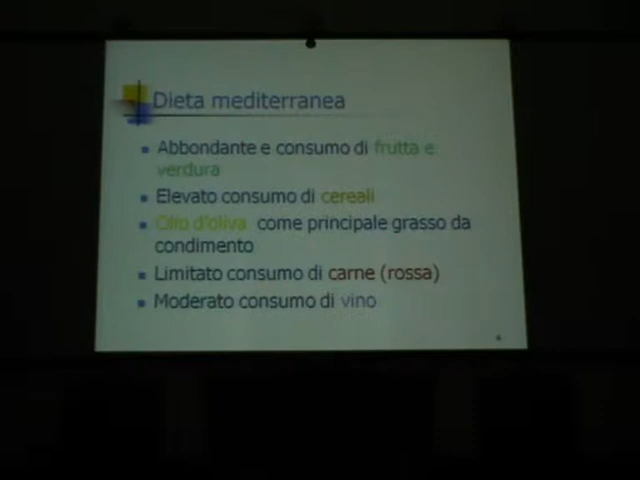 Dieta mediterranea
Abbondante e consumo di frutta e
verdura
Elevato consumo di cereali
Olio d'oliva come principale grasso da
condimento
Limitato consumo di carne (rossa)
Moderato consumo di vino